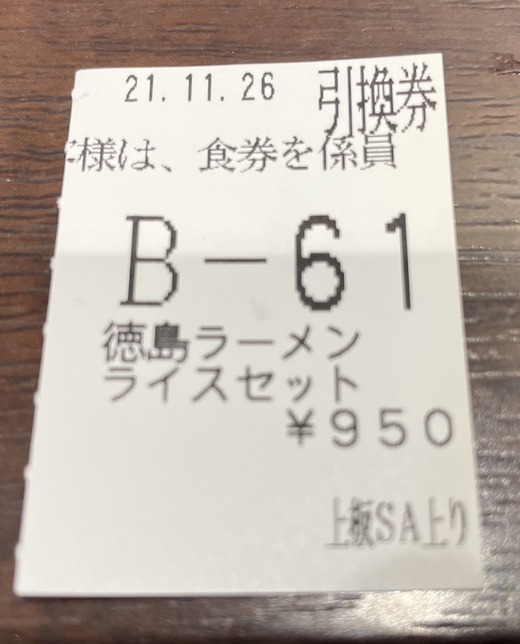 21.11.26 引換券
様は、食券を係員
B-61
徳島ラーメン
ライスセット
¥950
上板SA上り